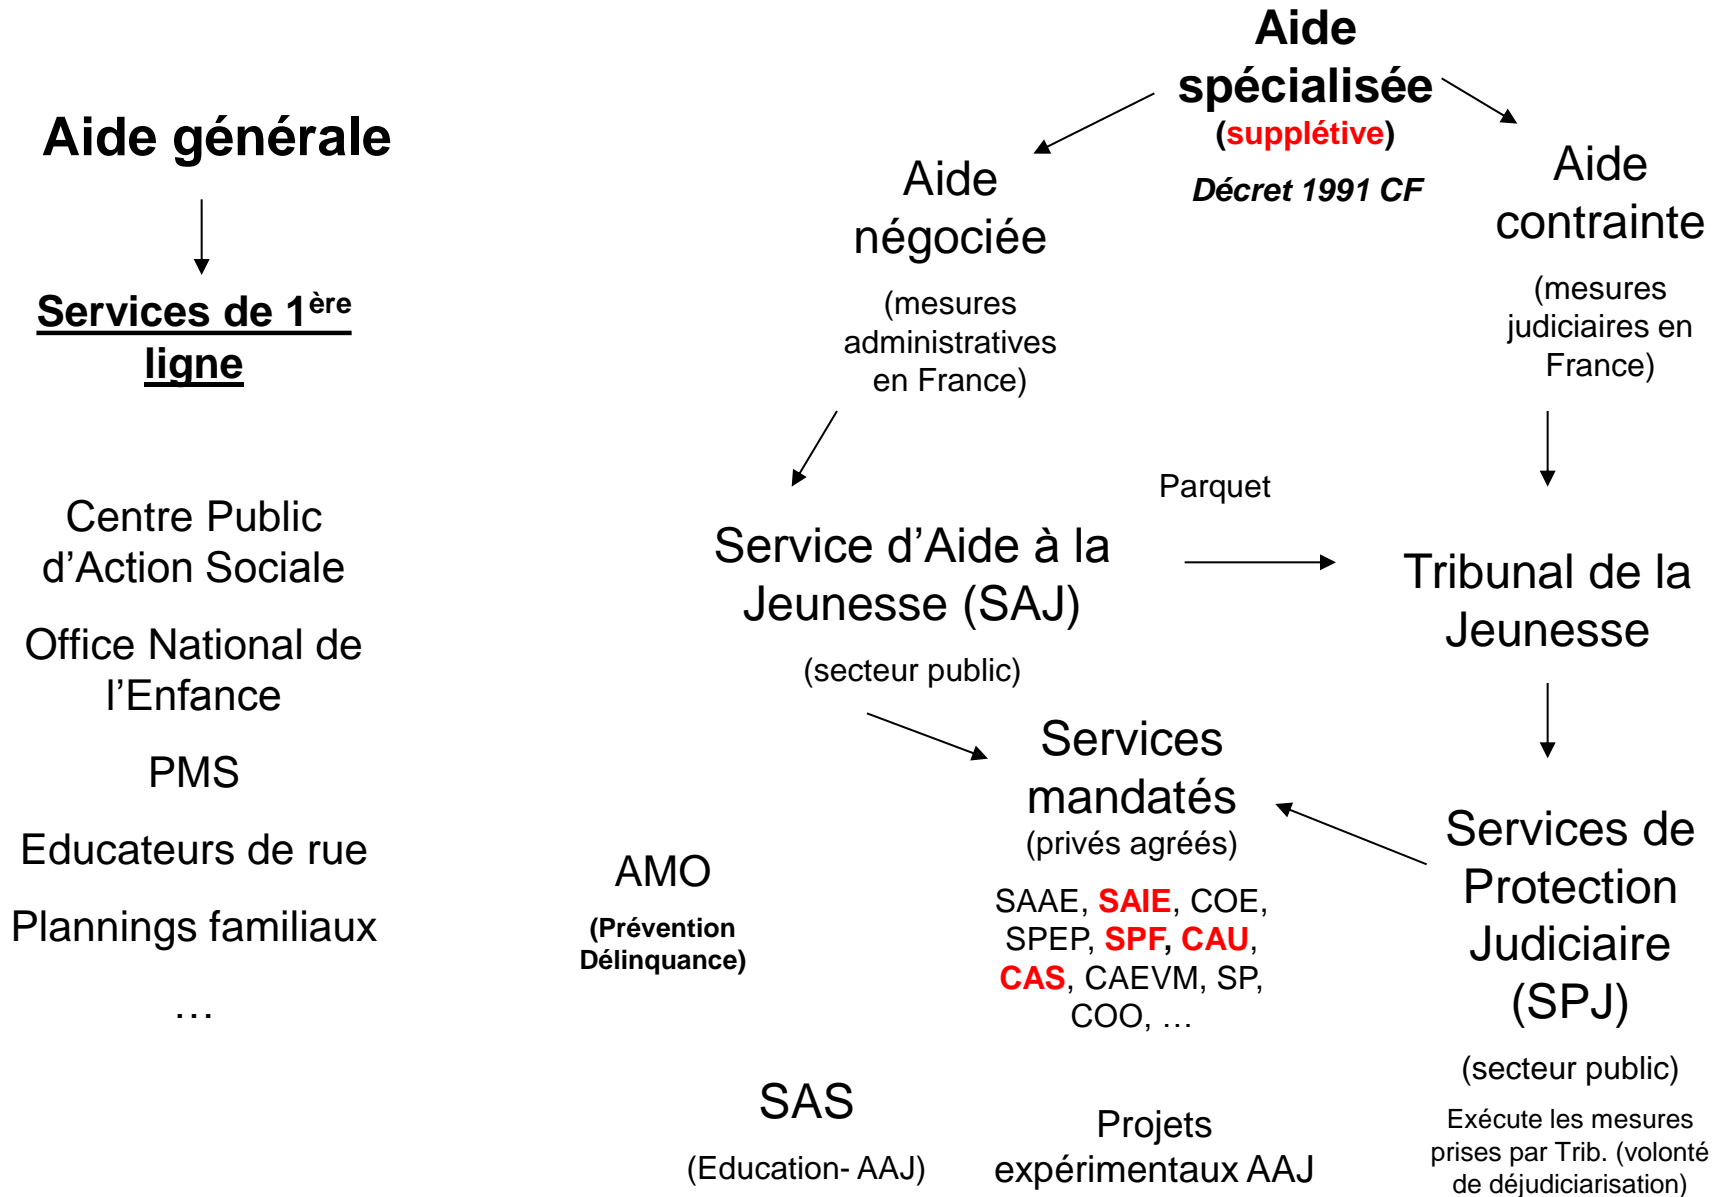 Aide générale
Services de 1ère
ligne
Centre Public
d’Action Sociale
Office National de
l’Enfance
PMS
Educateurs de rue
Plannings familiaux
…
Aide
spécialisée
(supplétive)
Décret 1991 CF
Aide
négociée
(mesures
administratives
en France)
Aide
contrainte
(mesures
judiciaires en
France)
Service d’Aide à la
Jeunesse (SAJ)
(secteur public)
Parquet
Tribunal de la
Jeunesse
Services
mandatés
(privés agréés)
SAAE, SAIE, COE,
SPEP, SPF, CAU,
CAS, CAEVM, SP,
COO, …
Services de
Protection
Judiciaire
(SPJ)
(secteur public)
Exécute les mesures
prises par Trib. (volonté
de déjudiciarisation)
AMO
(Prévention
Délinquance)
SAS
(Education- AAJ)
Projets
expérimentaux AAJ